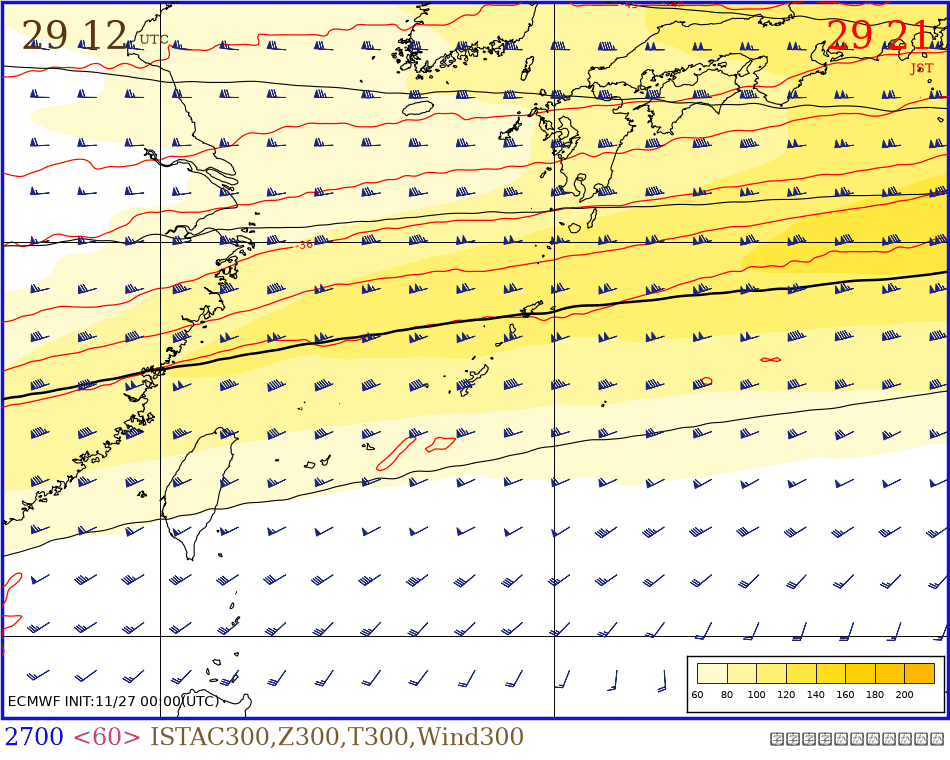 29 12 UTC
29 21
JST
-36
60 80 100 120 140 160 180 200
ECMWF INIT:11/27 00:00(UTC)
2700 <60> ISTAC300,Z300,T300,Wind300